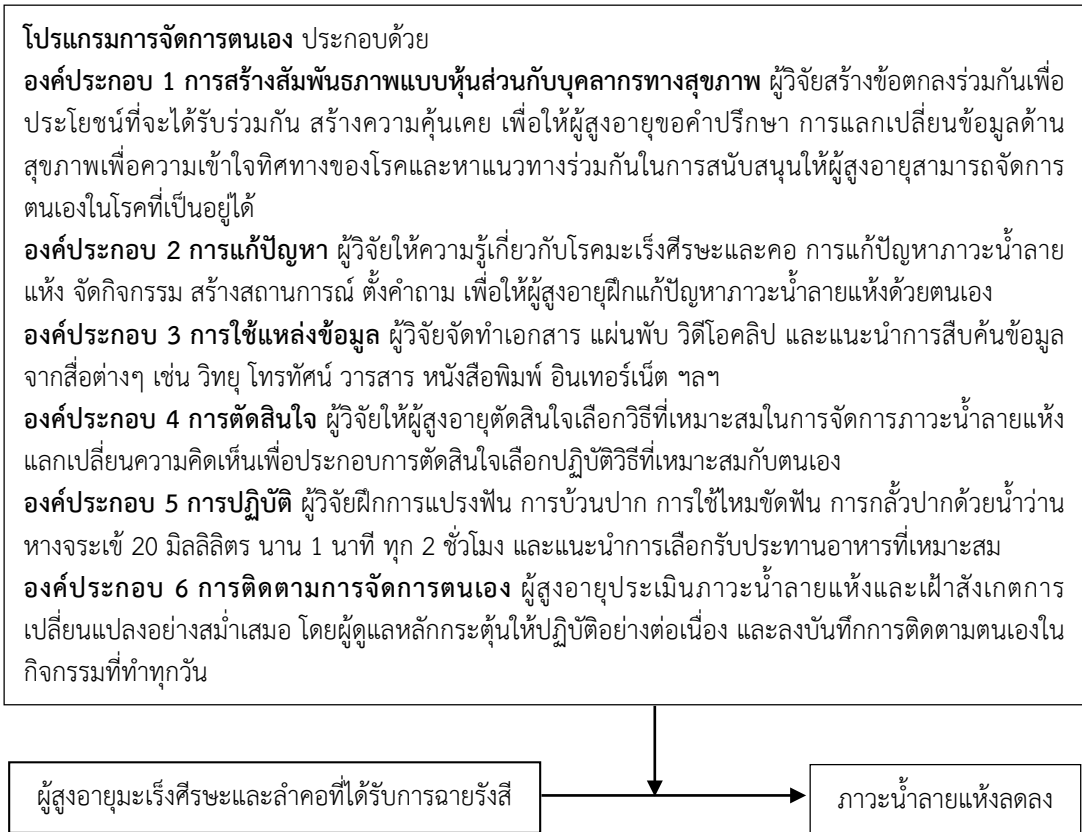 โปรแกรมการจัดการตนเอง ประกอบด้วย
องค์ประกอบ 1 การสร้างสัมพันธภาพแบบหุ้นส่วนกับบุคลากรทางสุขภาพ ผู้วิจัยสร้างข้อตกลงร่วมกันเพื่อ
ประโยชน์ที่จะได้รับร่วมกัน สร้างความคุ้นเคย เพื่อให้ผู้สูงอายุขอคำปรึกษา การแลกเปลี่ยนข้อมูลด้าน
สุขภาพเพื่อความเข้าใจทิศทางของโรคและหาแนวทางร่วมกันในการสนับสนุนให้ผู้สูงอายุสามารถจัดการ
ตนเองในโรคที่เป็นอยู่ได้
องค์ประกอบ 2 การแก้ปัญหา ผู้วิจัยให้ความรู้เกี่ยวกับโรคมะเร็งศีรษะและคอ การแก้ปัญหาภาวะน้ำลาย
แห้ง จัดกิจกรรม สร้างสถานการณ์ ตั้งคำถาม เพื่อให้ผู้สูงอายุฝึกแก้ปัญหาภาวะน้ำลายแห้งด้วยตนเอง
องค์ประกอบ 3 การใช้แหล่งข้อมูล ผู้วิจัยจัดทำเอกสาร แผ่นพับ วิดีโอคลิป และแนะนำการสืบค้นข้อมูล
จากสื่อต่างๆ เช่น วิทยุ โทรทัศน์ วารสาร หนังสือพิมพ์ อินเทอร์เน็ต ฯลฯ
องค์ประกอบ 4 การตัดสินใจ ผู้วิจัยให้ผู้สูงอายุตัดสินใจเลือกวิธีที่เหมาะสมในการจัดการภาวะน้ำลายแห้ง
แลกเปลี่ยนความคิดเห็นเพื่อประกอบการตัดสินใจเลือกปฏิบัติวิธีที่เหมาะสมกับตนเอง
องค์ประกอบ 5 การปฏิบัติ ผู้วิจัยฝึกการแปรงฟัน การบ้วนปาก การใช้ไหมขัดฟัน การกลั้วปากด้วยน้ำว่าน
หางจระเข้ 20 มิลลิลิตร นาน 1 นาที ทุก 2 ชั่วโมง และแนะนำการเลือกรับประทานอาหารที่เหมาะสม
องค์ประกอบ 6 การติดตามการจัดการตนเอง ผู้สูงอายุประเมินภาวะน้ำลายแห้งและเฝ้าสังเกตการ
เปลี่ยนแปลงอย่างสม่ำเสมอ โดยผู้ดูแลหลักกระตุ้นให้ปฏิบัติอย่างต่อเนื่อง และลงบันทึกการติดตามตนเองใน
กิจกรรมที่ทำทุกวัน
ผู้สูงอายุมะเร็งศีรษะและลำคอที่ได้รับการฉายรังสี
ภาวะน้ำลายแห้งลดลง